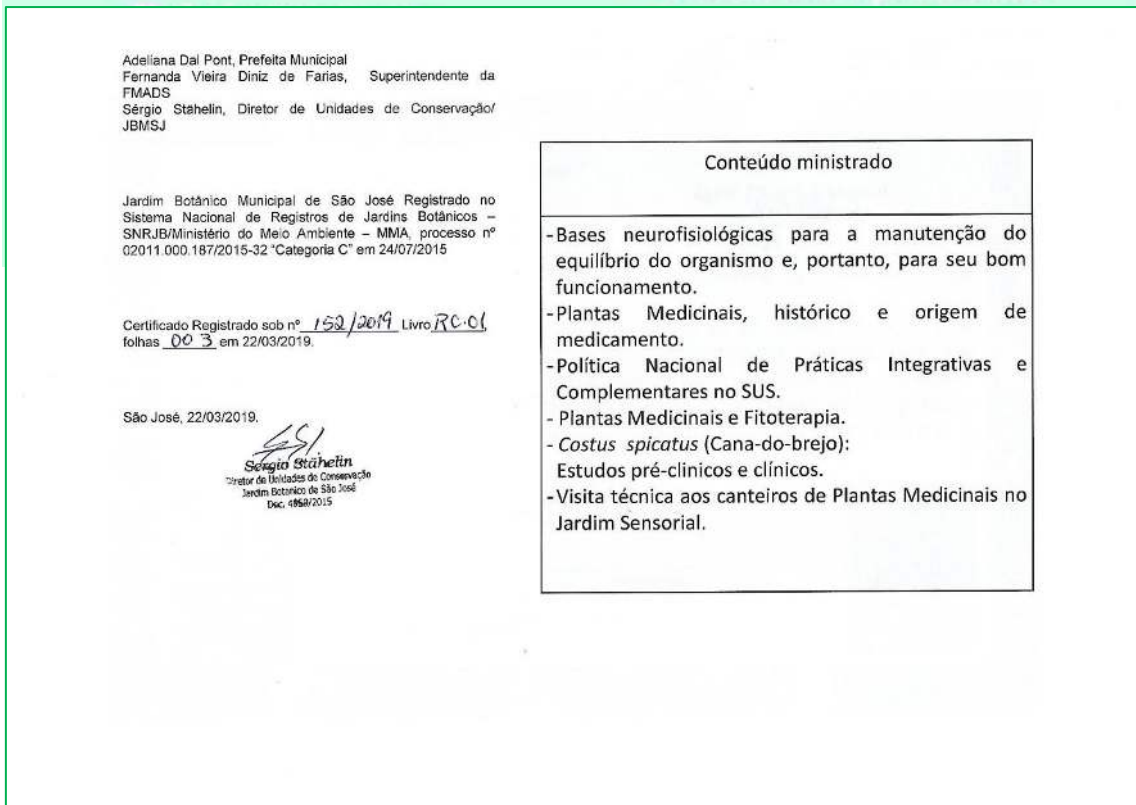 Adeliana Dal Pont, Prefeita Municipal
Fernanda Vieira Diniz de Farias, Superintendente da
FMADS
Sérgio Stähelin, Diretor de Unidades de Conservação/
JBMSJ
Jardim Botânico Municipal de São José Registrado no
Sistema Nacional de Registros de Jardins Botânicos –
SNRJB/Ministério do Meio Ambiente – MMA, processo nº
02011.000.187/2015-32 "Categoria C" em 24/07/2015
Certificado Registrado sob nº 152/2019 Livro RC.01,
folhas 003 em 22/03/2019.
São José, 22/03/2019.
Sérgio Stähelin
Diretor de Unidades de Conservação
Jardim Botanico de São José
Dec. 4858/2015
Conteúdo ministrado
-Bases neurofisiológicas para a manutenção do
equilíbrio do organismo e, portanto, para seu bom
funcionamento.
-Plantas Medicinais, histórico e origem de
medicamento.
-Política Nacional de Práticas Integrativas e
Complementares no SUS.
- Plantas Medicinais e Fitoterapia.
- Costus spicatus (Cana-do-brejo):
Estudos pré-clinicos e clínicos.
-Visita técnica aos canteiros de Plantas Medicinais no
Jardim Sensorial.